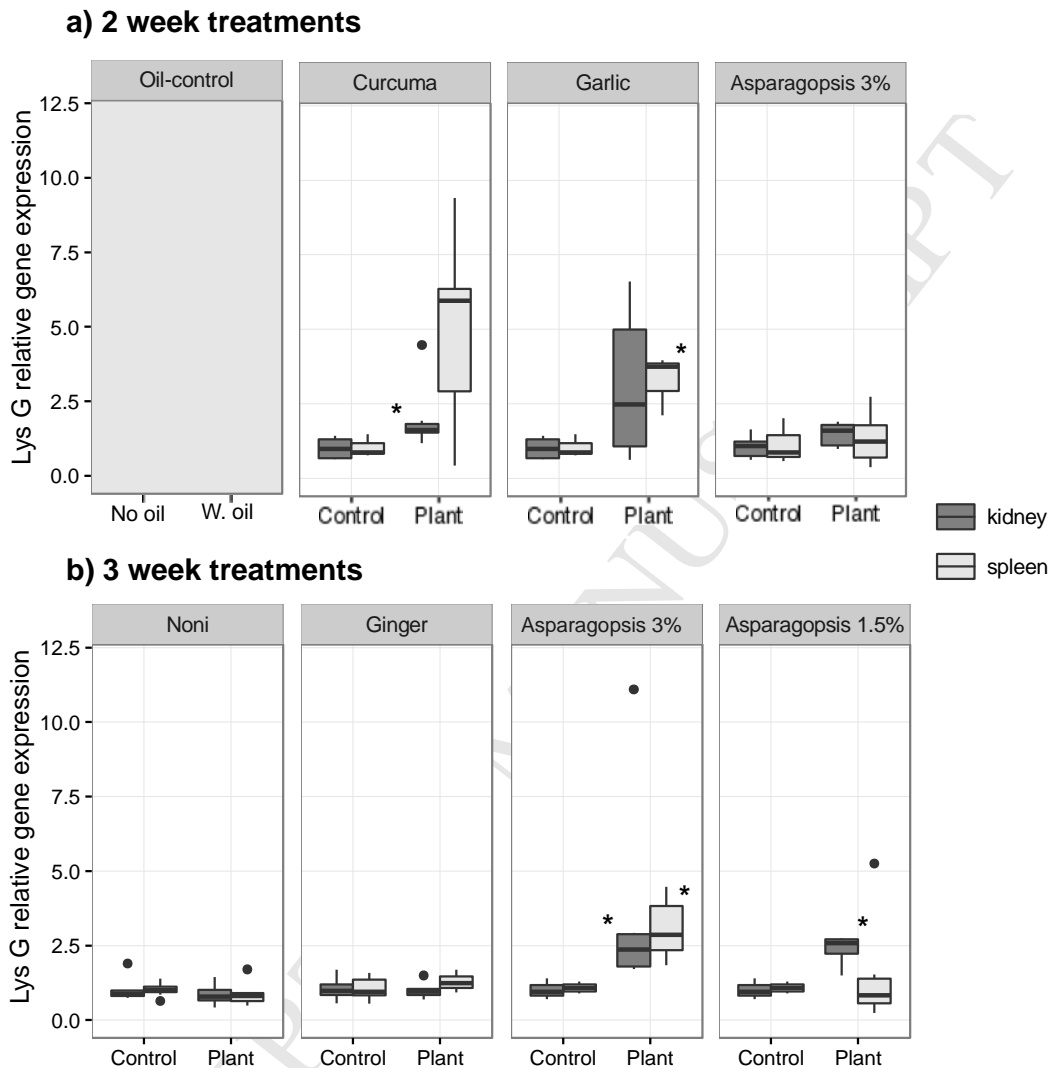 a) 2 week treatments
Oil-control Curcuma Garlic Asparagopsis 3%
Lys G relative gene expression
12.5
10.0
7.5
5.0
2.5
0.0
*
*
No oil W. oil Control Plant Control Plant Control Plant
kidney
spleen
b) 3 week treatments
Noni Ginger Asparagopsis 3% Asparagopsis 1.5%
Lys G relative gene expression
12.5
10.0
7.5
5.0
2.5
0.0
* * *
Control Plant Control Plant Control Plant Control Plant